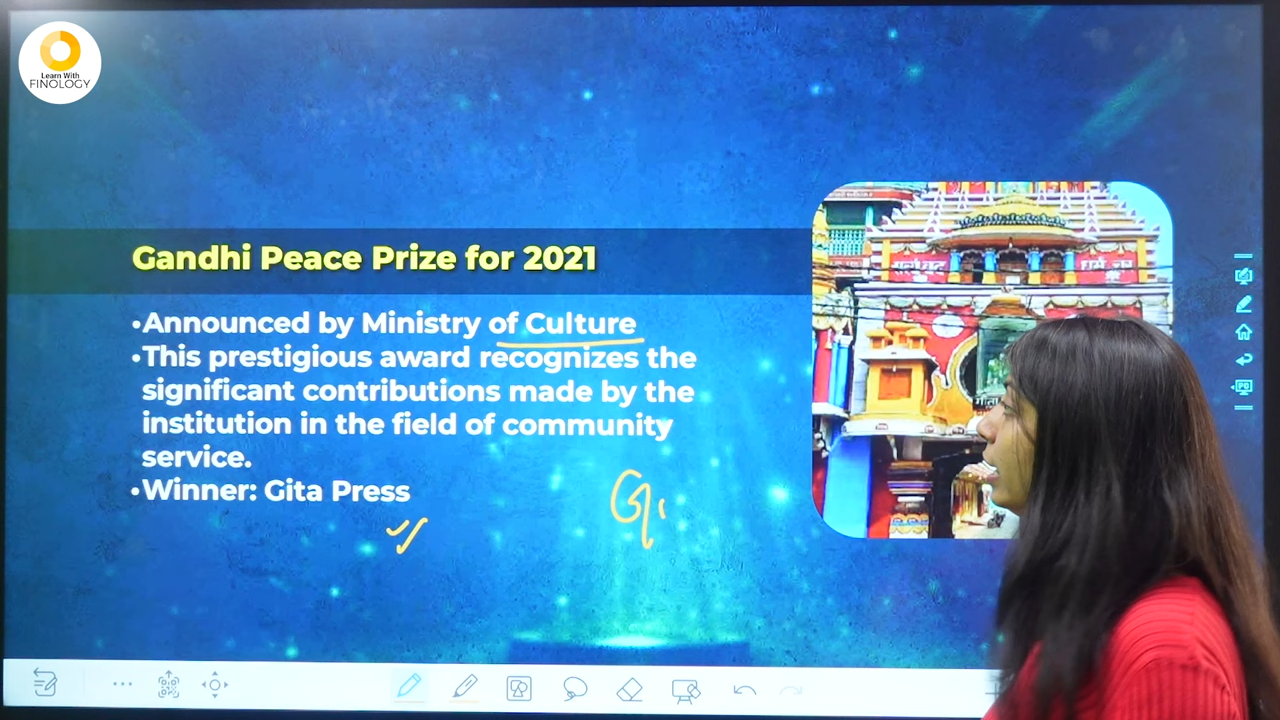 Learn With
FINOLOGY
Gandhi Peace Prize for 2021
•Announced by Ministry of Culture
•This prestigious award recognizes the
significant contributions made by the
institution in the field of community
service.
•Winner: Gita Press